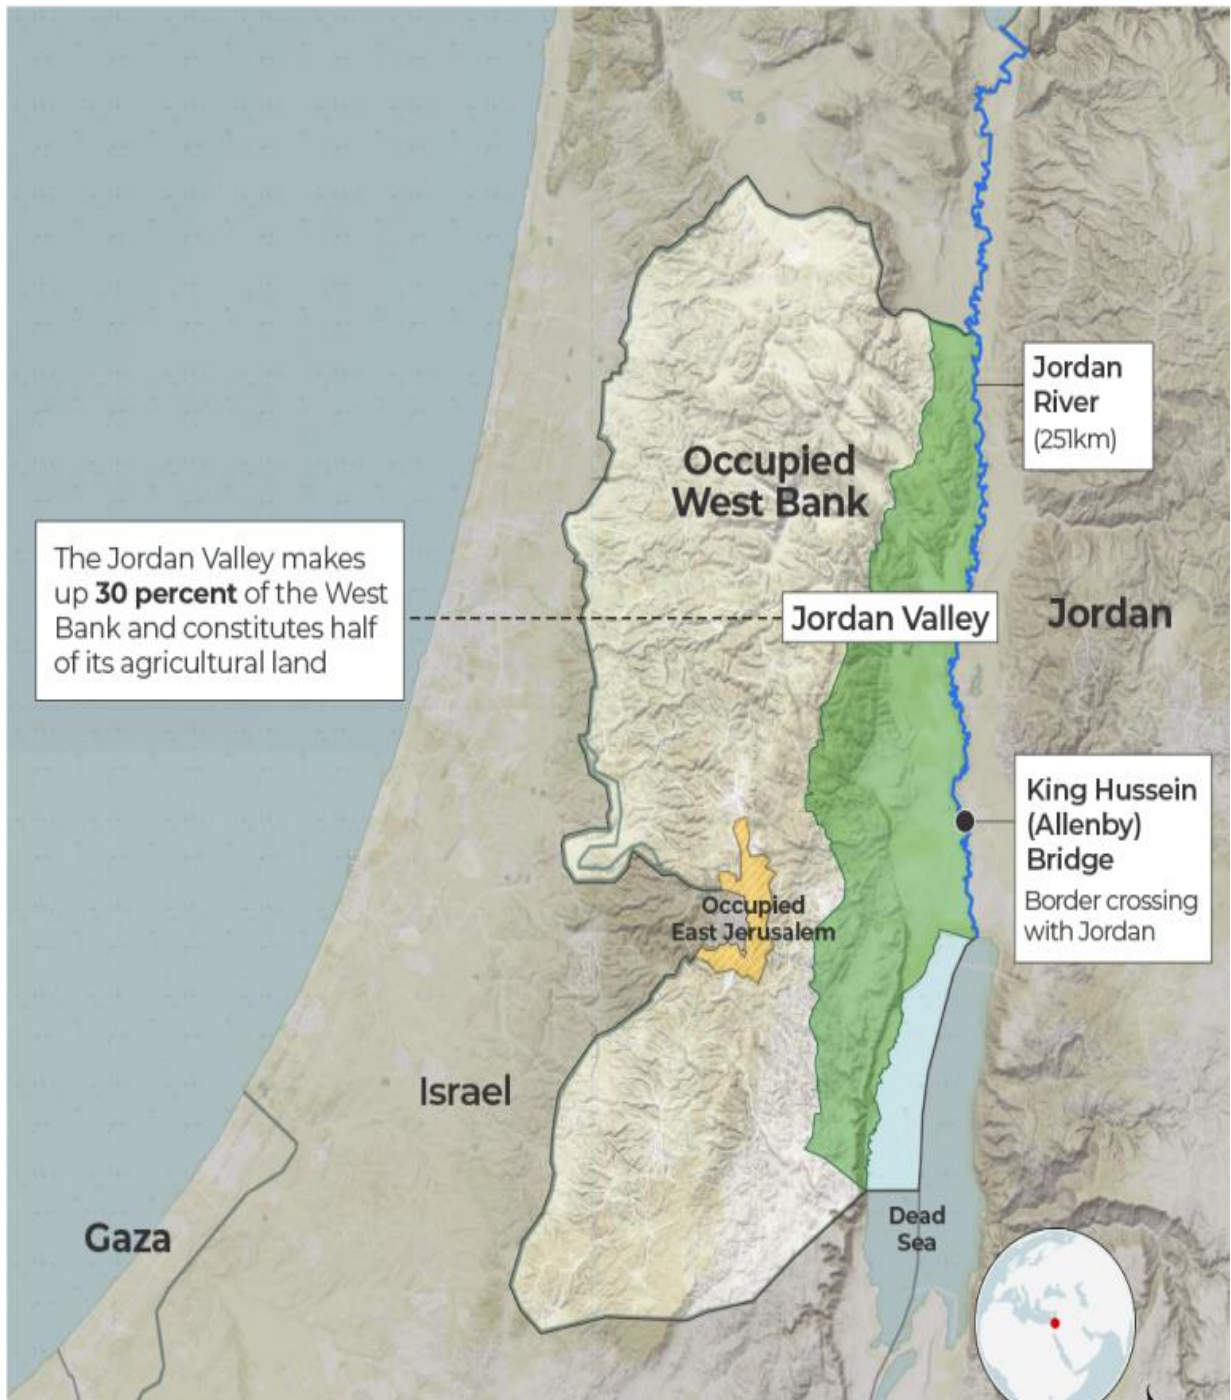 Jordan
River
(251km)
Occupied
West Bank
The Jordan Valley makes
up 30 percent of the West
Bank and constitutes half
of its agricultural land
Jordan Valley
Jordan
King Hussein
(Allenby)
Bridge
Border crossing
with Jordan
Occupied
East Jerusalem
Israel
Dead
Sea
Gaza